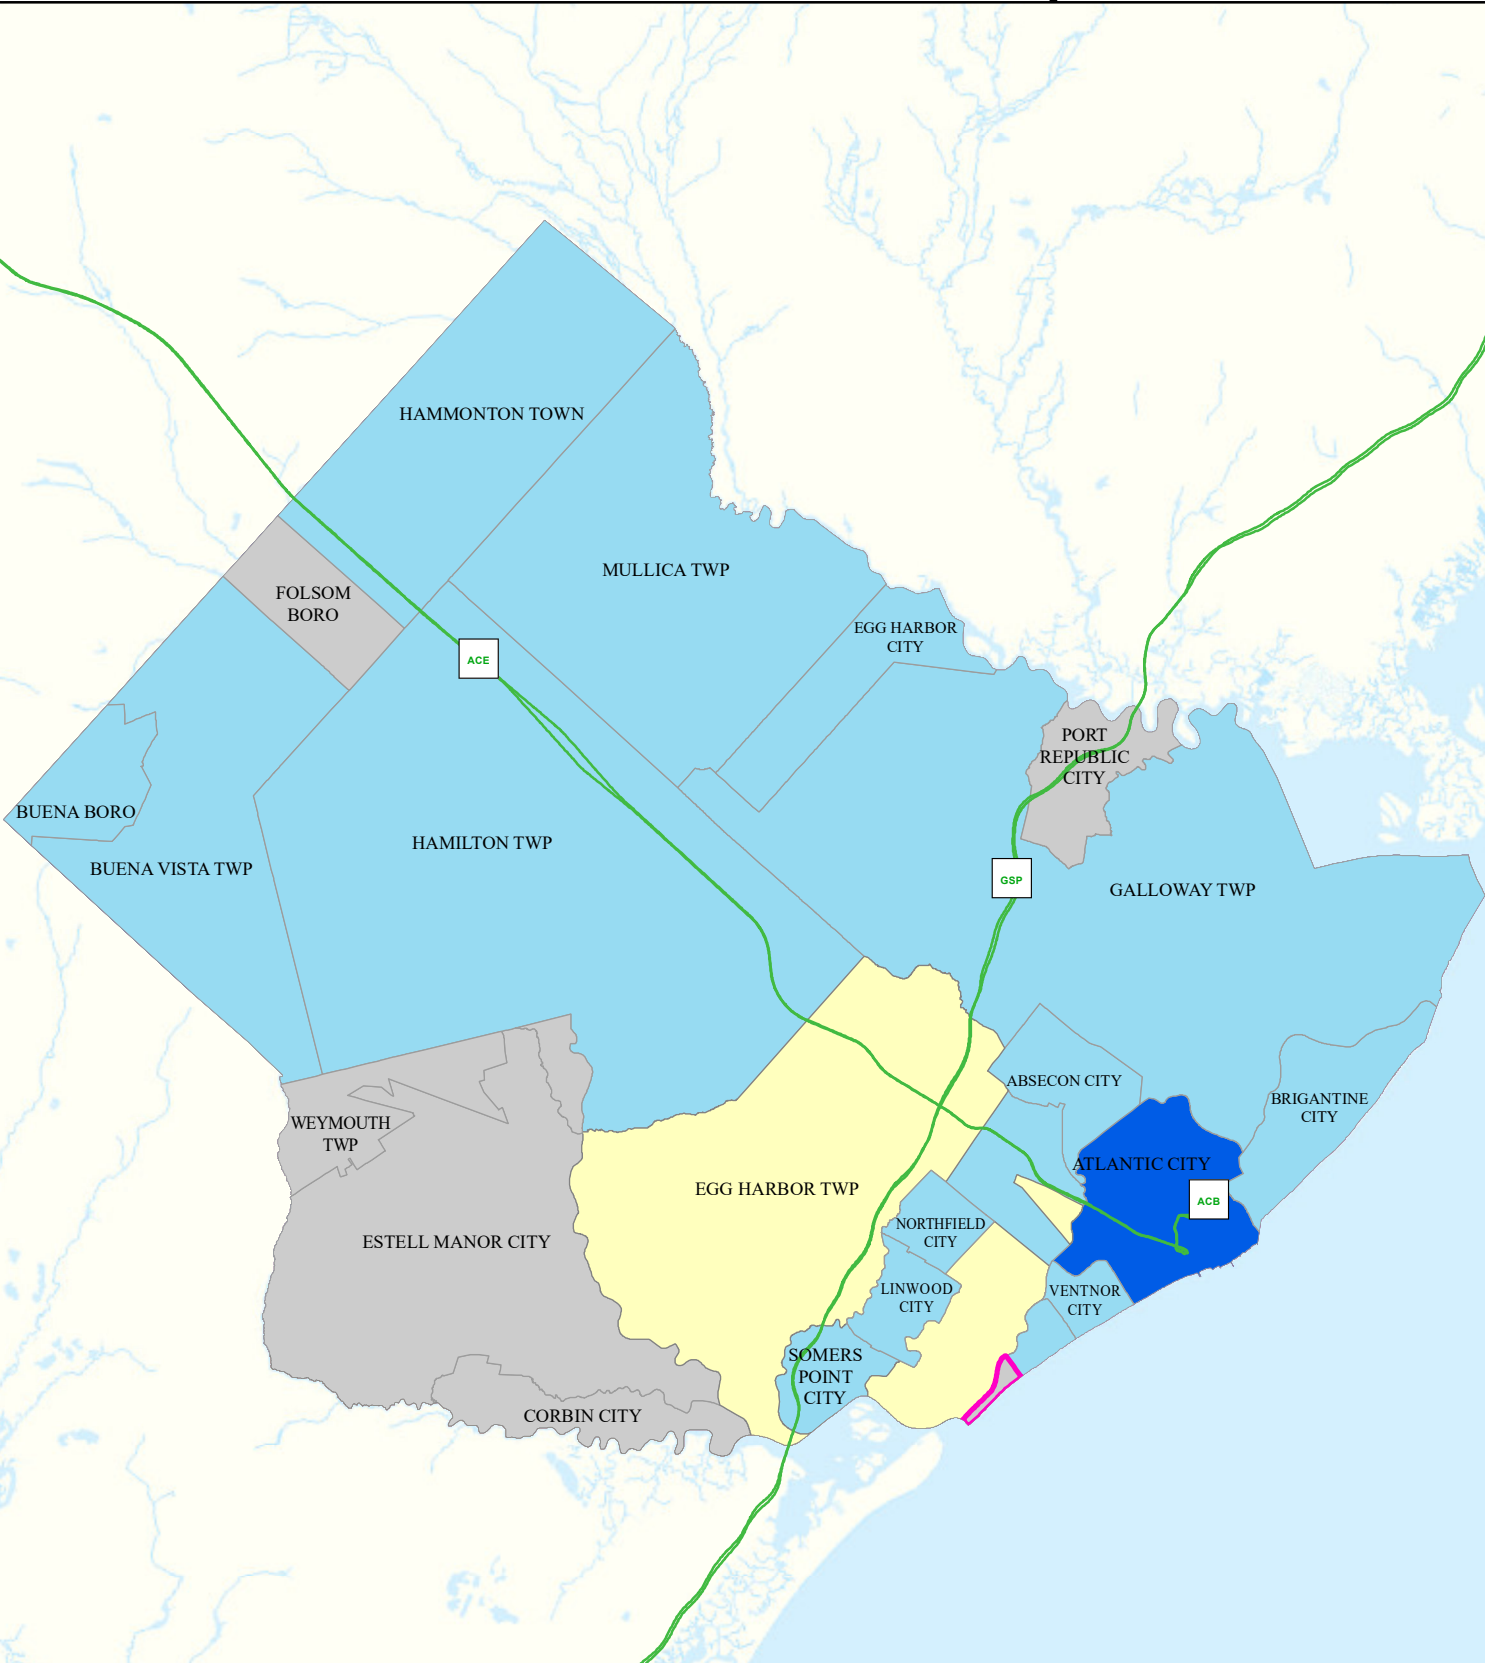 HAMMONTON TOWN
MULLICA TWP
FOLSOM
BORO
EGG HARBOR
CITY
ACE
PORT
REPUBLIC
CITY
BUENA BORO
HAMILTON TWP
BUENA VISTA TWP
GSP
GALLOWAY TWP
ABSECON CITY
BRIGANTINE
CITY
WEYMOUTH
TWP
ATLANTIC CITY
EGG HARBOR TWP
ACB
NORTHFIELD
CITY
ESTELL MANOR CITY
LINWOOD
CITY
VENTNOR
CITY
SOMERS
POINT
CITY
CORBIN CITY